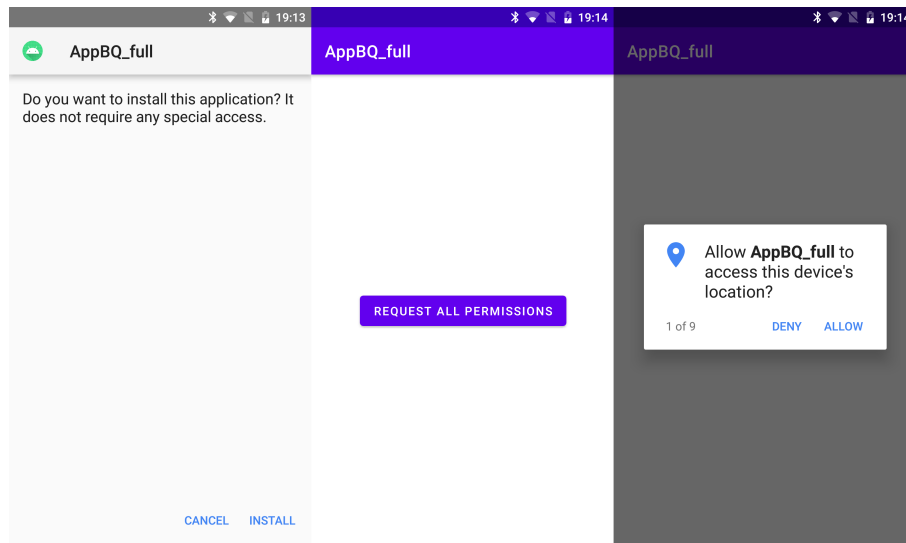 19:13
AppBQ_full
Do you want to install this application? It
does not require any special access.
CANCEL INSTALL
19:14
AppBQ_full
REQUEST ALL PERMISSIONS
19:14
AppBQ_full
Allow AppBQ_full to
access this device's
location?
1 of 9 DENY ALLOW